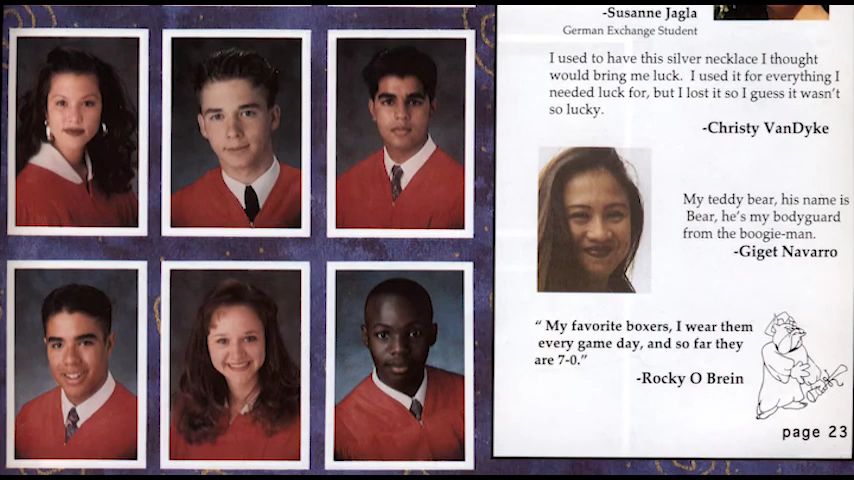 -Susanne Jagla
German Exchange Student
I used to have this silver necklace I thought
would bring me luck. I used it for everything I
needed luck for, but I lost it so I guess it wasn't
so lucky.
-Christy VanDyke
My teddy bear, his name is
Bear, he's my bodyguard
from the boogie-man.
-Giget Navarro
" My favorite boxers, I wear them
every game day, and so far they
are 7-0."
-Rocky O Brein
page 23